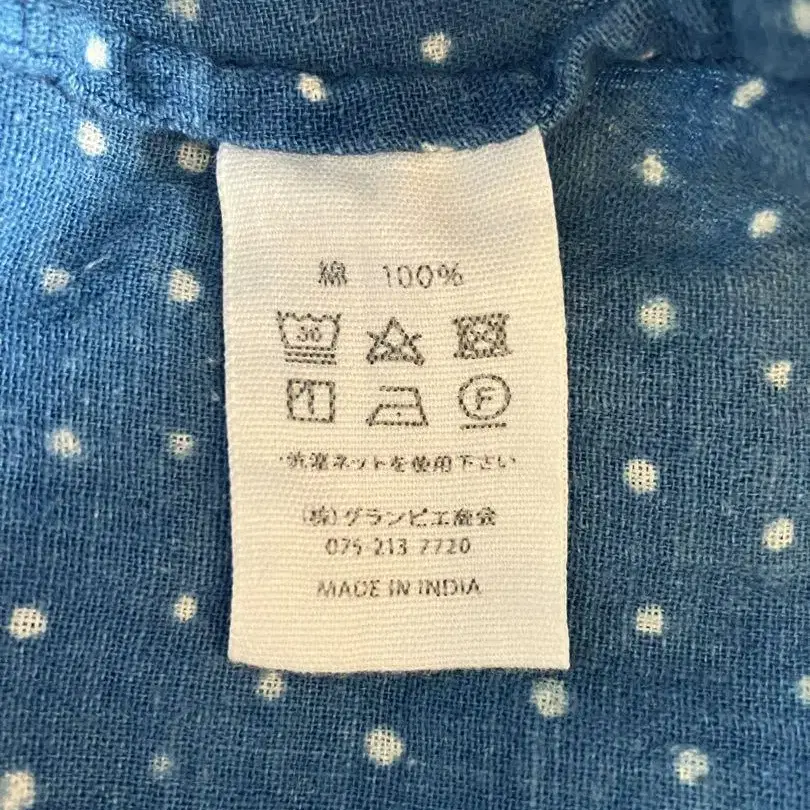 綿 100%
30
F
・洗濯ネットを使用下さい
(株)グランピエ商会
075 213 7720
MADE IN INDIA